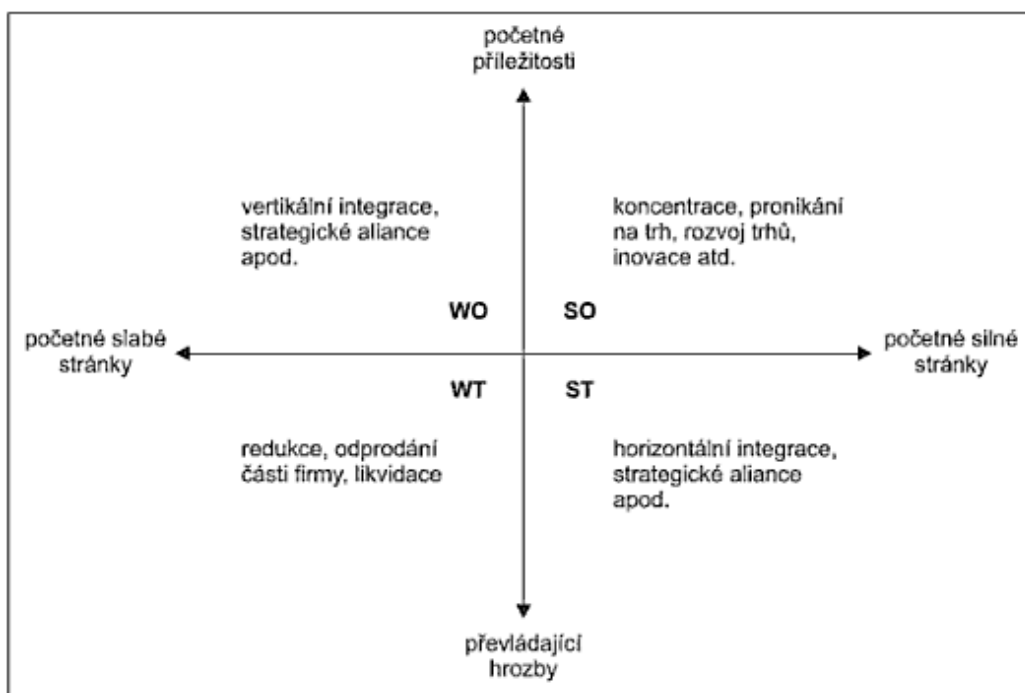 početné
příležitosti
vertikální integrace,
strategické aliance
apod.
koncentrace, pronikání
na trh, rozvoj trhů,
inovace atd.
WO
SO
početné slabé
stránky
početné silné
stránky
WT
ST
redukce, odprodání
části firmy, likvidace
horizontální integrace,
strategické aliance
apod.
převládající
hrozby